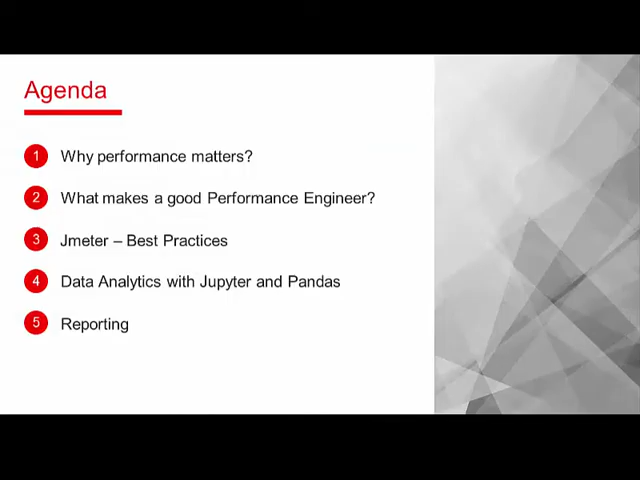 Agenda
1 Why performance matters?
2 What makes a good Performance Engineer?
3 Jmeter – Best Practices
4 Data Analytics with Jupyter and Pandas
5 Reporting